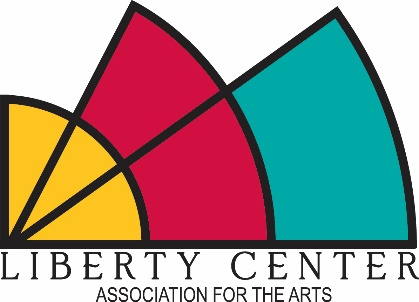 LIBERTY CENTER
ASSOCIATION FOR THE ARTS